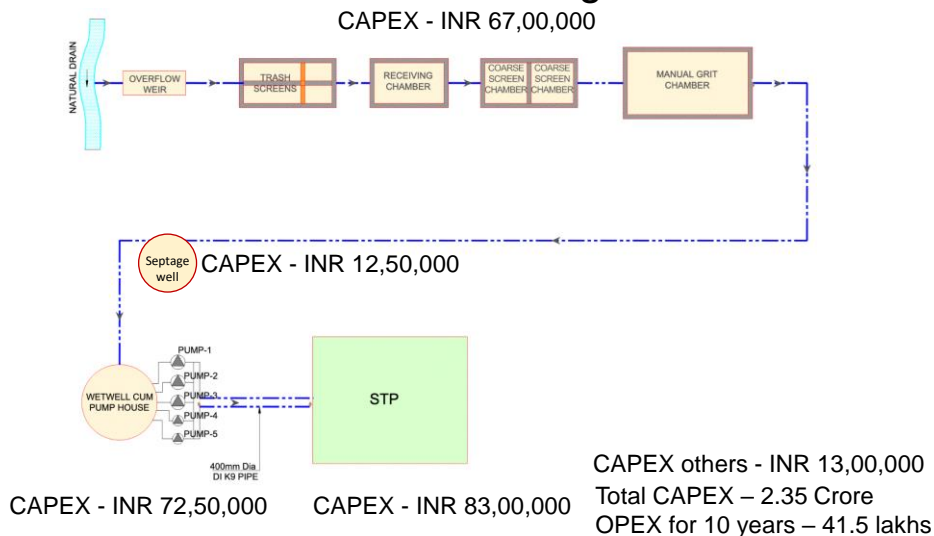 CAPEX - INR 67,00,000
NATURAL DRAIN
OVERFLOW
WEIR
TRASH
SCREENS
RECEIVING
CHAMBER
COARSE
SCREEN
CHAMBER
COARSE
SCREEN
CHAMBER
MANUAL GRIT
CHAMBER
Septage
well
CAPEX - INR 12,50,000
PUMP-1
PUMP-2
PUMP-3
PUMP-4
PUMP-5
WETWELL CUM
PUMP HOUSE
STP
400mm Dia
DI K9 PIPE
CAPEX - INR 72,50,000
CAPEX - INR 83,00,000
CAPEX others - INR 13,00,000
Total CAPEX – 2.35 Crore
OPEX for 10 years – 41.5 lakhs